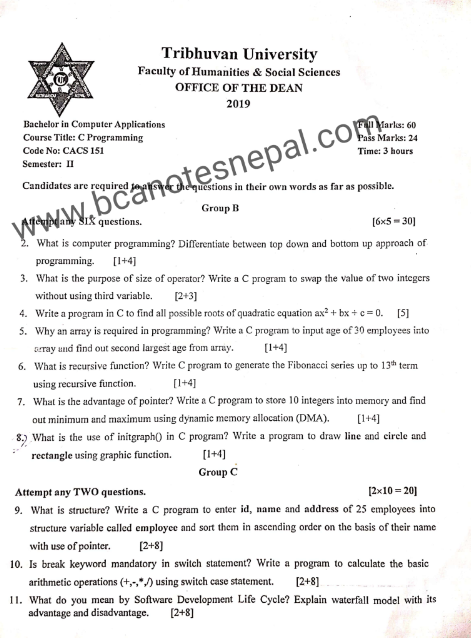 Tribhuvan University
Faculty of Humanities & Social Sciences
OFFICE OF THE DEAN
2019
Bachelor in Computer Applications
Course Title: C Programming
Code No: CACS 151
Semester: II
Full Marks: 60
Pass Marks: 24
Time: 3 hours
Candidates are required to answer the questions in their own words as far as possible.
Group B
Attempt any SIX questions. [6x5 = 30]
2. What is computer programming? Differentiate between top down and bottom up approach of
programming. [1+4]
3. What is the purpose of size of operator? Write a C program to swap the value of two integers
without using third variable. [2+3]
4. Write a program in C to find all possible roots of quadratic equation ax² + bx + c = 0. [5]
5. Why an array is required in programming? Write a C program to input age of 30 employees into
array and find out second largest age from array. [1+4]
6. What is recursive function? Write C program to generate the Fibonacci series up to 13th term
using recursive function. [1+4]
7. What is the advantage of pointer? Write a C program to store 10 integers into memory and find
out minimum and maximum using dynamic memory allocation (DMA). [1+4]
8. What is the use of initgraph() in C program? Write a program to draw line and circle and
rectangle using graphic function. [1+4]
Group C
Attempt any TWO questions. [2x10 = 20]
9. What is structure? Write a C program to enter id, name and address of 25 employees into
structure variable called employee and sort them in ascending order on the basis of their name
with use of pointer. [2+8]
10. Is break keyword mandatory in switch statement? Write a program to calculate the basic
arithmetic operations (+,-,*,/) using switch case statement. [2+8]
11. What do you mean by Software Development Life Cycle? Explain waterfall model with its
advantage and disadvantage. [2+8]
www.bcanotesnepal.com